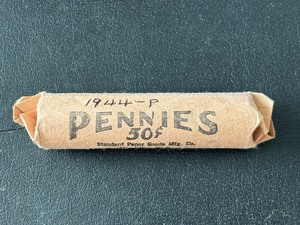 1944-P
PENNIES
50¢
Standard Paper Goods Mfg. Co.